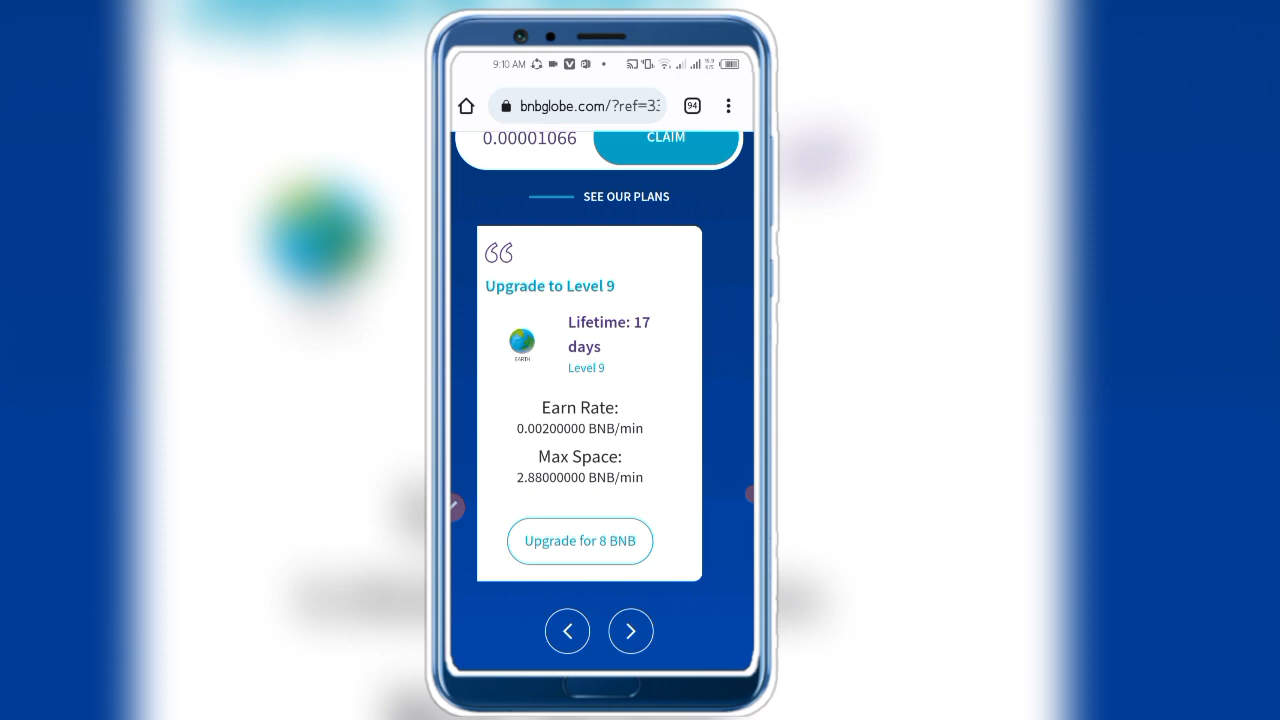 9:10 AM
bnbglobe.com/?ref=33
94
0.00001066
CLAIM
SEE OUR PLANS
Upgrade to Level 9
Lifetime: 17
days
EARTH
Level 9
Earn Rate:
0.00200000 BNB/min
Max Space:
2.88000000 BNB/min
Upgrade for 8 BNB